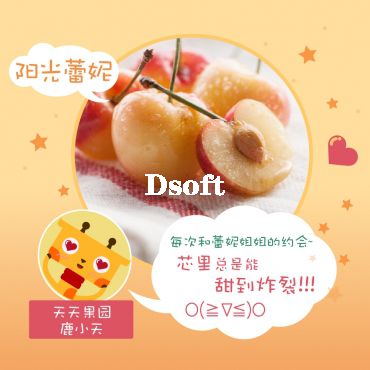 阳光蕾妮
Dsoft
每次和蕾妮姐姐的约会~
芯里总是能
甜到炸裂!!!
O(≧∇≦)O
天天果园
鹿小天